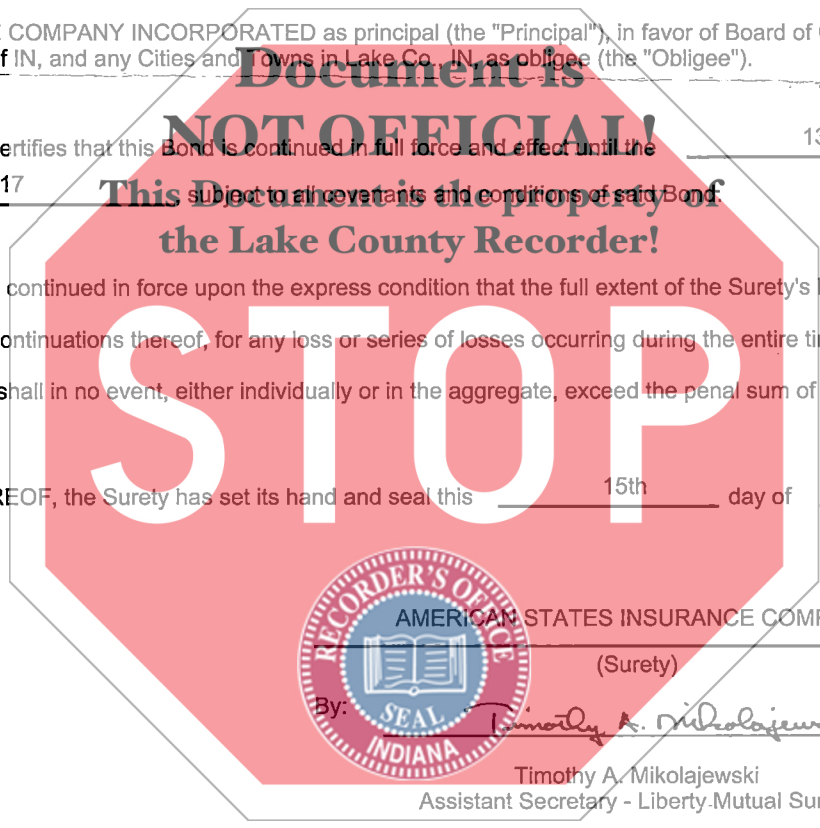 COMPANY INCORPORATED as principal (the "Principal"), in favor of Board of
IN, and any Cities and Towns in Lake Co., IN, as obligee (the "Obligee").
Document is
NOT OFFICIAL!
ertifies that this Bond is continued in full force and effect until the 13
17 , subject to all covenants and conditions of said Bond.
This Document is the property of
the Lake County Recorder!
continued in force upon the express condition that the full extent of the Surety's
ontinuations thereof, for any loss or series of losses occurring during the entire
shall in no event, either individually or in the aggregate, exceed the penal sum of
STOP
REOF, the Surety has set its hand and seal this 15th day of
AMERICAN STATES INSURANCE COMP
(Surety)
RECORDER'S OFFICE
SEAL
INDIANA
By: Timothy A. Mikolajew
Timothy A. Mikolajewski
Assistant Secretary - Liberty Mutual Sur